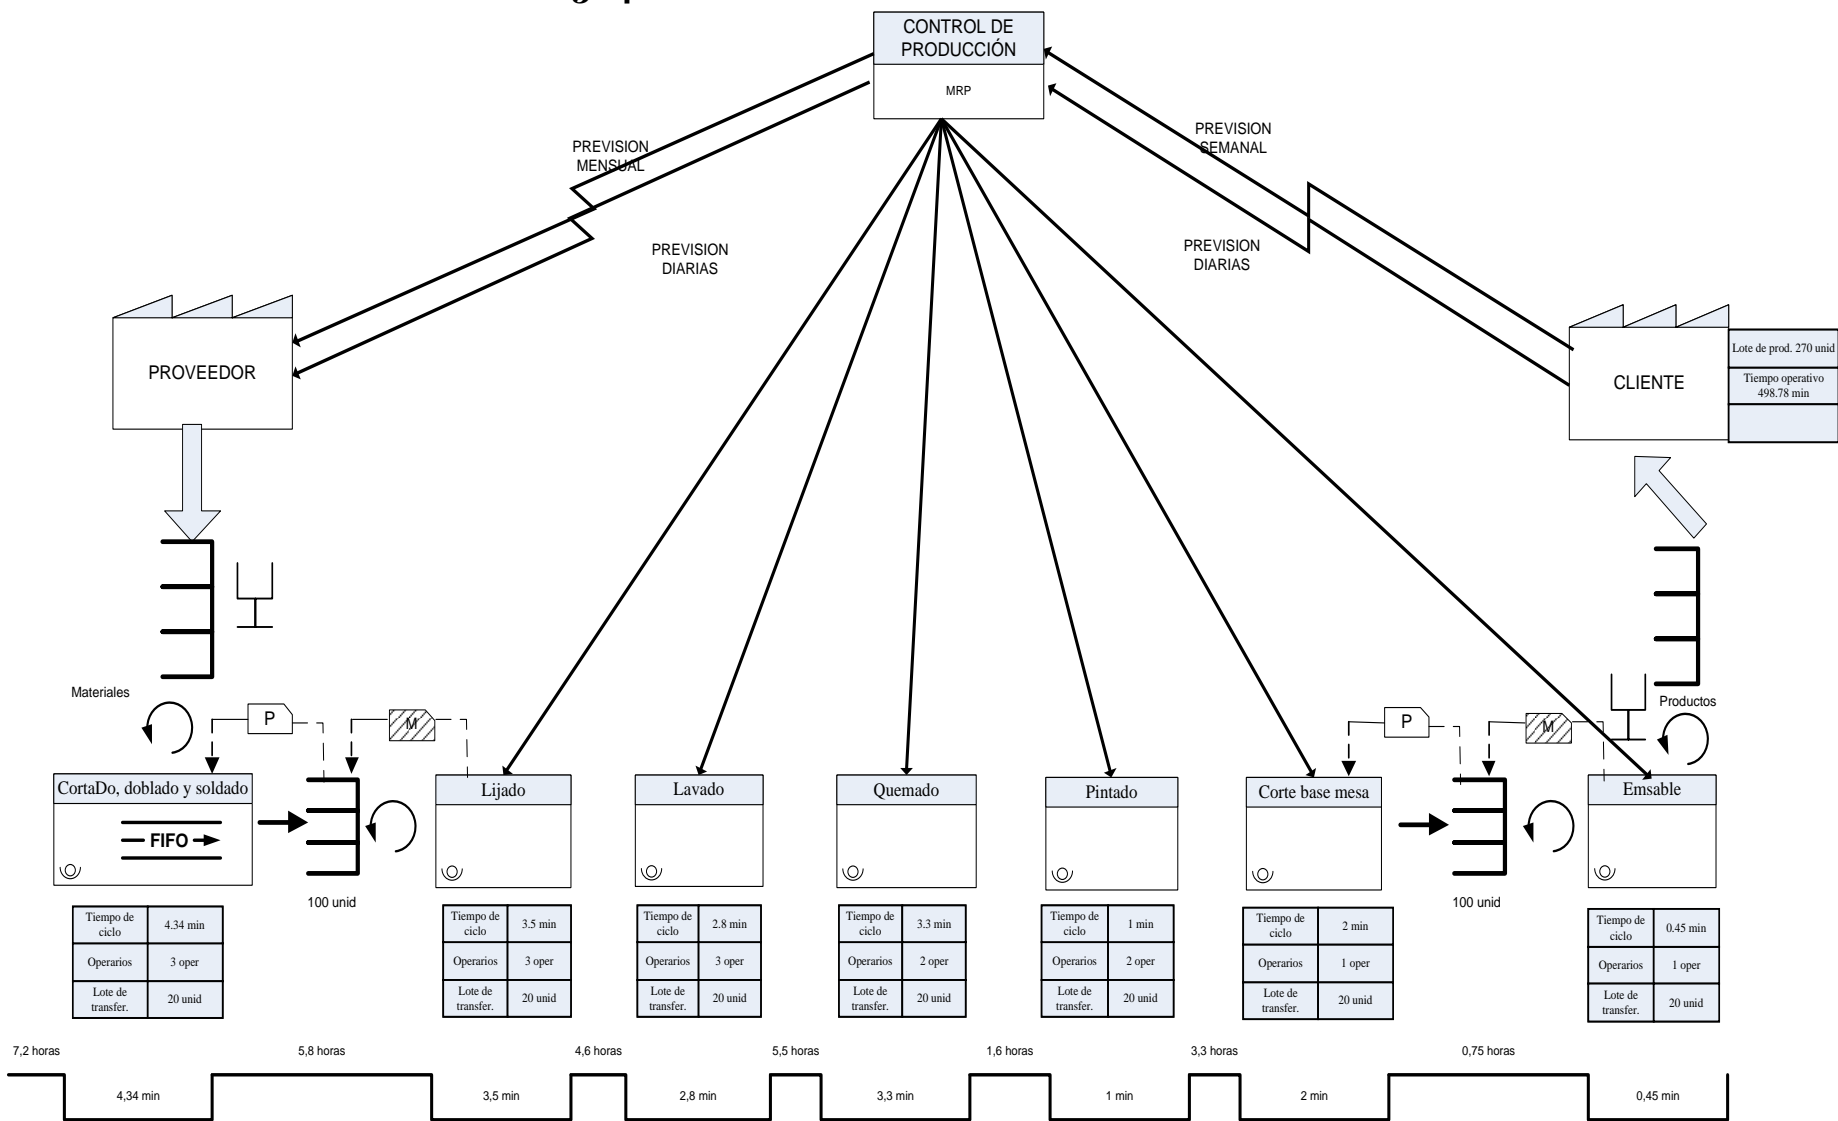 CONTROL DE
PRODUCCIÓN
MRP
PREVISION
MENSUAL
PREVISION
SEMANAL
PREVISION
DIARIAS
PREVISION
DIARIAS
PROVEEDOR
CLIENTE
Lote de prod. 270 unid
Tiempo operativo
498.78 min
Materiales
Productos
P
M
P
M
CortaDo, doblado y soldado
FIFO
100 unid
Lijado
Lavado
Quemado
Pintado
Corte base mesa
100 unid
Emsable
Tiempo de
ciclo
4.34 min
Operarios
3 oper
Lote de
transfer.
20 unid
Tiempo de
ciclo
3.5 min
Operarios
3 oper
Lote de
transfer.
20 unid
Tiempo de
ciclo
2.8 min
Operarios
3 oper
Lote de
transfer.
20 unid
Tiempo de
ciclo
3.3 min
Operarios
2 oper
Lote de
transfer.
20 unid
Tiempo de
ciclo
1 min
Operarios
2 oper
Lote de
transfer.
20 unid
Tiempo de
ciclo
2 min
Operarios
1 oper
Lote de
transfer.
20 unid
Tiempo de
ciclo
0.45 min
Operarios
1 oper
Lote de
transfer.
20 unid
7,2 horas
5,8 horas
4,6 horas
5,5 horas
1,6 horas
3,3 horas
0,75 horas
4,34 min
3,5 min
2,8 min
3,3 min
1 min
2 min
0,45 min